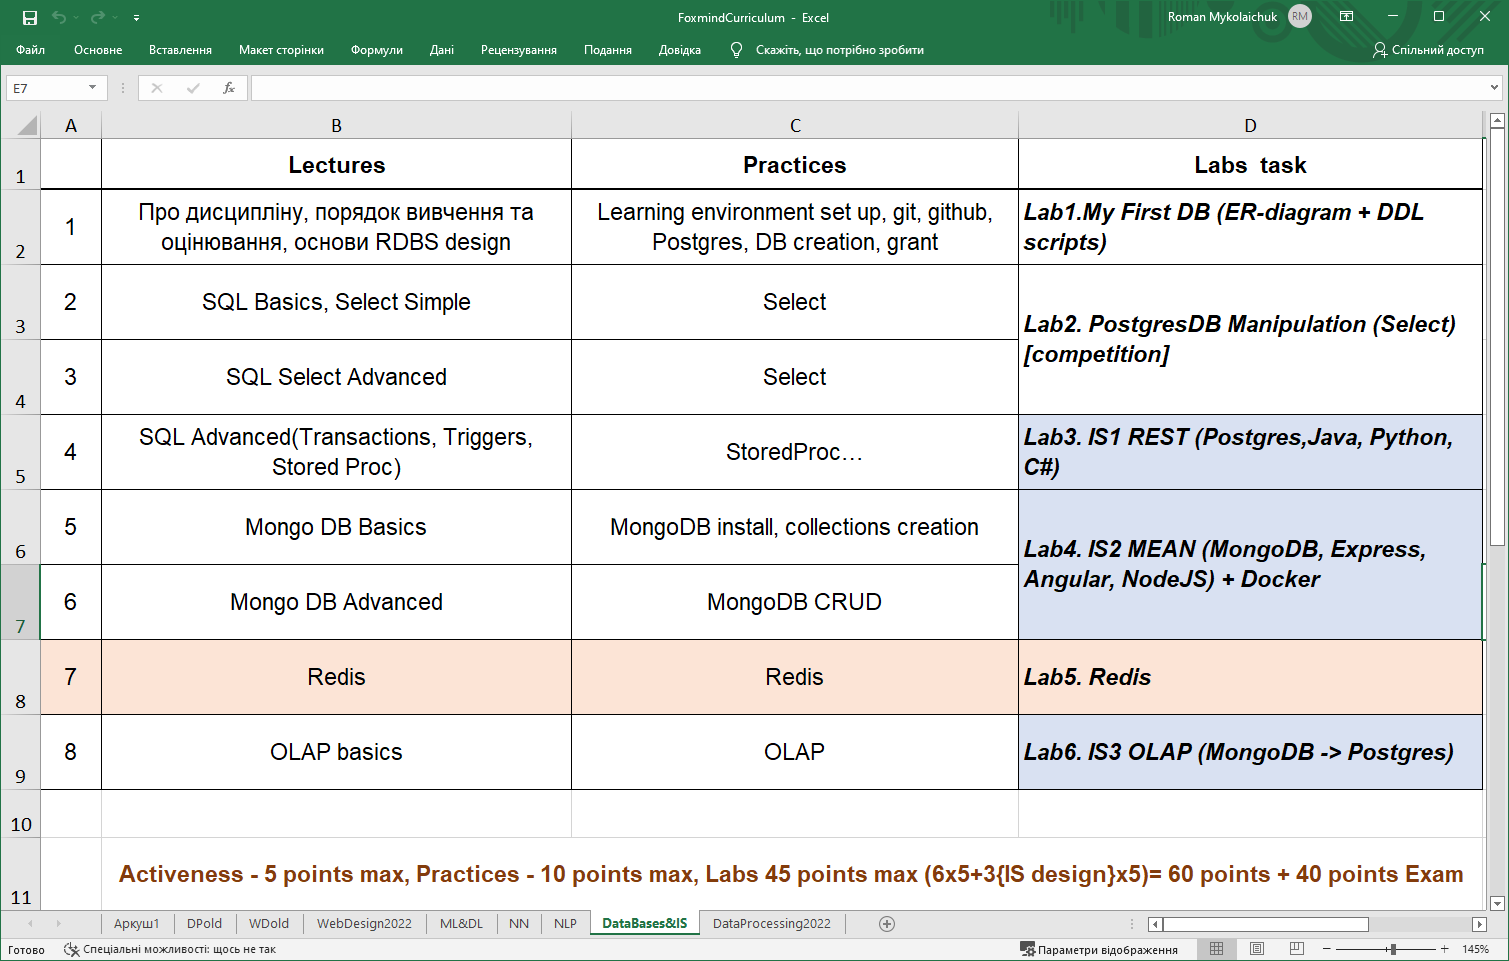 FoxmindCurriculum - Excel
Roman Mykolaichuk RM
Файл Основне Вставлення Макет сторінки Формули Дані Рецензування Подання Довідка Скажіть, що потрібно зробити Спільний доступ
E7 fx
A B C D
1 Lectures Practices Labs task
2 1 Про дисципліну, порядок вивчення та оцінювання, основи RDBS design Learning environment set up, git, github, Postgres, DB creation, grant Lab1.My First DB (ER-diagram + DDL scripts)
3 2 SQL Basics, Select Simple Select Lab2. PostgresDB Manipulation (Select) [competition]
4 3 SQL Select Advanced Select
5 4 SQL Advanced(Transactions, Triggers, Stored Proc) StoredProc… Lab3. IS1 REST (Postgres,Java, Python, C#)
6 5 Mongo DB Basics MongoDB install, collections creation Lab4. IS2 MEAN (MongoDB, Express, Angular, NodeJS) + Docker
7 6 Mongo DB Advanced MongoDB CRUD
8 7 Redis Redis Lab5. Redis
9 8 OLAP basics OLAP Lab6. IS3 OLAP (MongoDB -> Postgres)
10
11 Activeness - 5 points max, Practices - 10 points max, Labs 45 points max (6x5+3{IS design}x5)= 60 points + 40 points Exam
Аркуш1 DPold WDold WebDesign2022 ML&DL NN NLP DataBases&IS DataProcessing2022
Готово Спеціальні можливості: щось не так Параметри відображення 145%